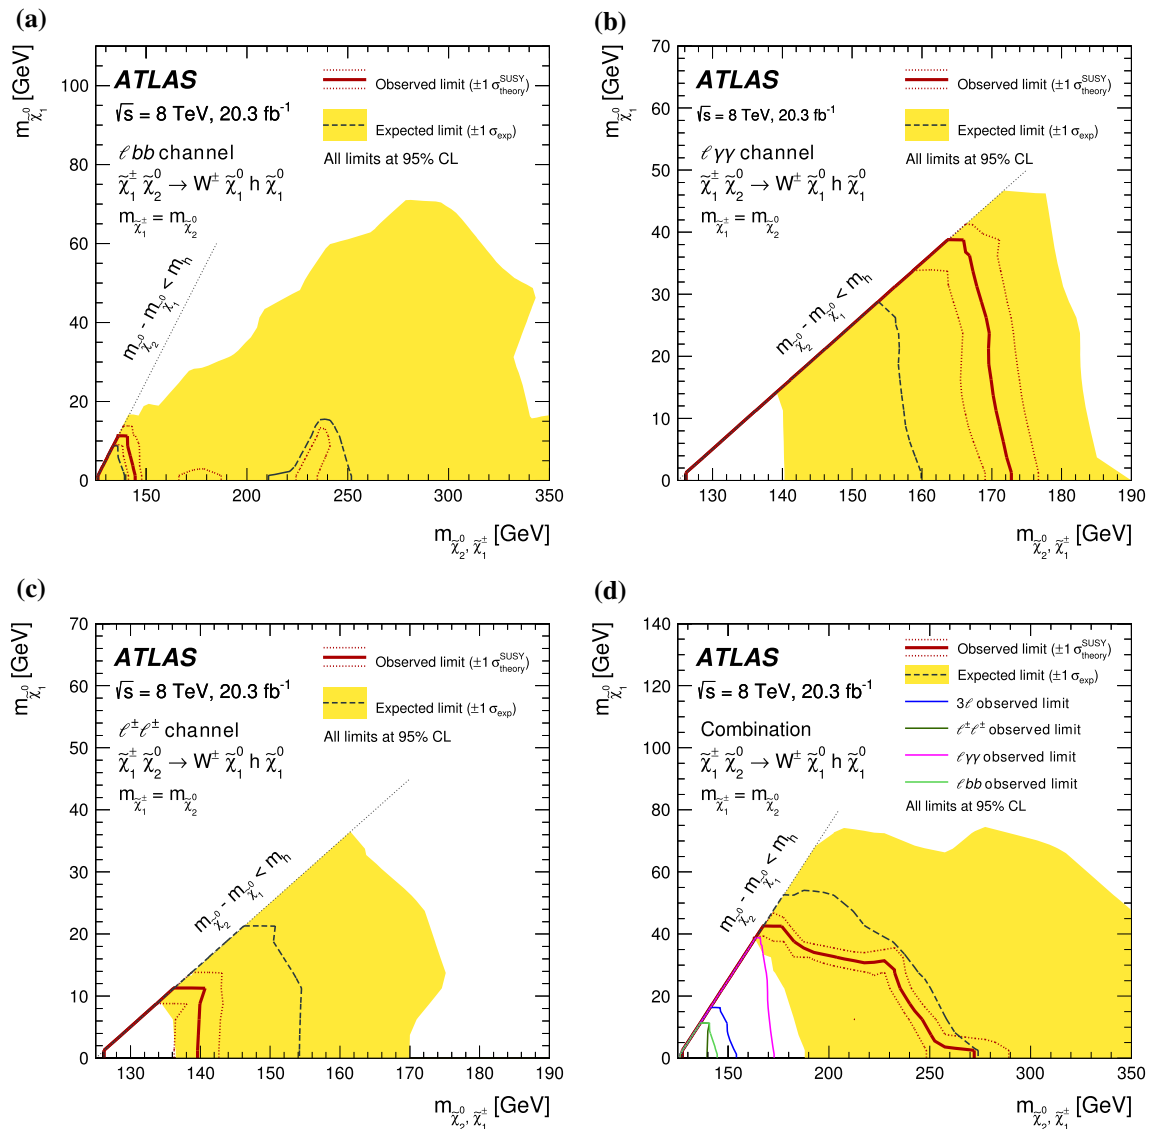 (a)
ATLAS
√s = 8 TeV, 20.3 fb⁻¹
ℓ bb channel
χ̃₁± χ̃₂⁰ → W± χ̃₁⁰ h χ̃₁⁰
m_χ̃₁± = m_χ̃₂⁰
Observed limit (±1 σ_theory^SUSY)
Expected limit (±1 σ_exp)
All limits at 95% CL
m_χ̃₂⁰ - m_χ̃₁⁰ < m_h
m_χ̃₁⁰ [GeV]
100
80
60
40
20
0
150 200 250 300 350
m_χ̃₂⁰, χ̃₁± [GeV]
(b)
ATLAS
√s = 8 TeV, 20.3 fb⁻¹
ℓ γγ channel
χ̃₁± χ̃₂⁰ → W± χ̃₁⁰ h χ̃₁⁰
m_χ̃₁± = m_χ̃₂⁰
Observed limit (±1 σ_theory^SUSY)
Expected limit (±1 σ_exp)
All limits at 95% CL
m_χ̃₂⁰ - m_χ̃₁⁰ < m_h
m_χ̃₁⁰ [GeV]
70
60
50
40
30
20
10
0
130 140 150 160 170 180 190
m_χ̃₂⁰, χ̃₁± [GeV]
(c)
ATLAS
√s = 8 TeV, 20.3 fb⁻¹
ℓ±ℓ± channel
χ̃₁± χ̃₂⁰ → W± χ̃₁⁰ h χ̃₁⁰
m_χ̃₁± = m_χ̃₂⁰
Observed limit (±1 σ_theory^SUSY)
Expected limit (±1 σ_exp)
All limits at 95% CL
m_χ̃₂⁰ - m_χ̃₁⁰ < m_h
m_χ̃₁⁰ [GeV]
70
60
50
40
30
20
10
0
130 140 150 160 170 180 190
m_χ̃₂⁰, χ̃₁± [GeV]
(d)
ATLAS
√s = 8 TeV, 20.3 fb⁻¹
Combination
χ̃₁± χ̃₂⁰ → W± χ̃₁⁰ h χ̃₁⁰
m_χ̃₁± = m_χ̃₂⁰
Observed limit (±1 σ_theory^SUSY)
Expected limit (±1 σ_exp)
3ℓ observed limit
ℓ±ℓ± observed limit
ℓ γγ observed limit
ℓ bb observed limit
All limits at 95% CL
m_χ̃₂⁰ - m_χ̃₁⁰ < m_h
m_χ̃₁⁰ [GeV]
140
120
100
80
60
40
20
0
150 200 250 300 350
m_χ̃₂⁰, χ̃₁± [GeV]